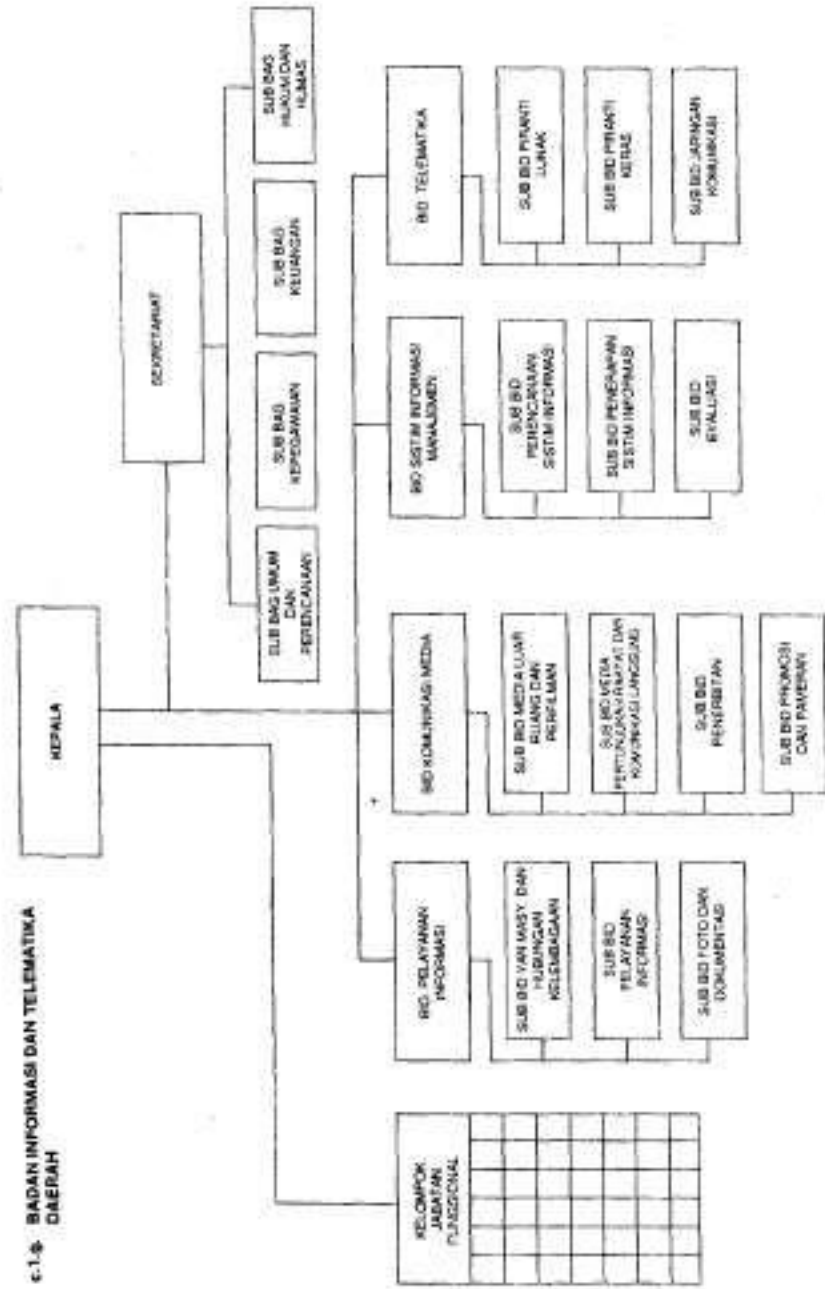 c.1.g. BADAN INFORMASI DAN TELEMATIKA
DAERAH
KEPALA
SEKRETARIAT
SUB BAG UMUM
DAN
PERENCANAAN
SUB BAG
KEPEGAWAIAN
SUB BAG
KEUANGAN
SUB BAG
HUKUM DAN
HUMAS
KELOMPOK
JABATAN
FUNGSIONAL
BID. PELAYANAN
INFORMASI
SUB BID YAN MASY. DAN
HUBUNGAN
KELEMBAGAAN
SUB BID
PELAYANAN
INFORMASI
SUB BID FOTO DAN
DOKUMENTASI
BID KOMUNIKASI MEDIA
SUB BID MEDIA LUAR
RUANG DAN
PERFILMAN
SUB BID MEDIA
PERTUNJUKAN RAKYAT DAN
KOMUNIKASI LANGSUNG
SUB BID
PENERBITAN
SUB BID PROMOSI
DAN PAMERAN
BID SISTIM INFORMASI
MANAJEMEN
SUB BID
PERENCANAAN
SISTIM INFORMASI
SUB BID PENERAPAN
SISTIM INFORMASI
SUB BID
EVALUASI
BID. TELEMATIKA
SUB BID PIRANTI
LUNAK
SUB BID PIRANTI
KERAS
SUB BID JARINGAN
KOMUNIKASI